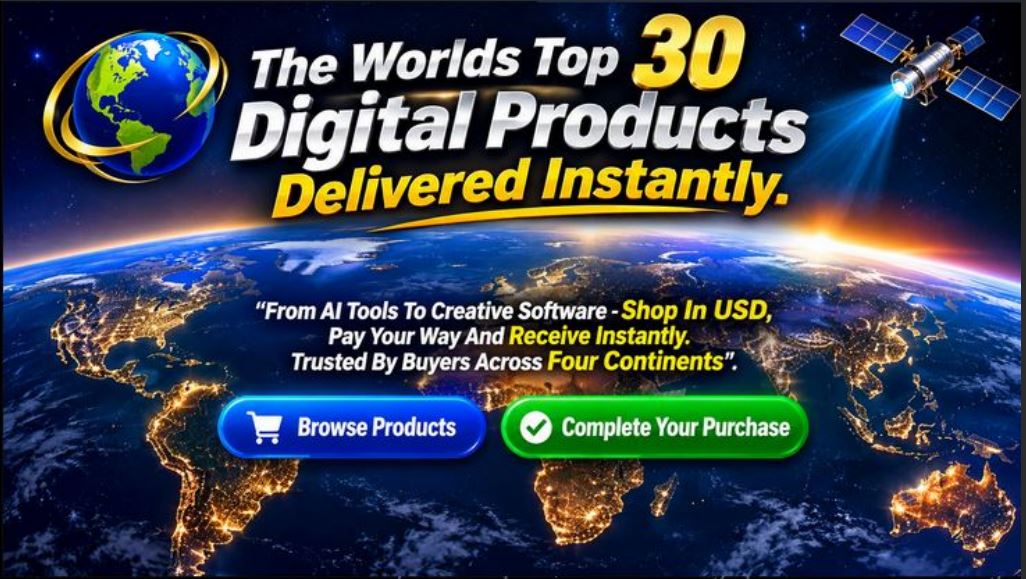 The Worlds Top 30
Digital Products
Delivered Instantly.
“From AI Tools To Creative Software - Shop In USD,
Pay Your Way And Receive Instantly.
Trusted By Buyers Across Four Continents”.
Browse Products
Complete Your Purchase